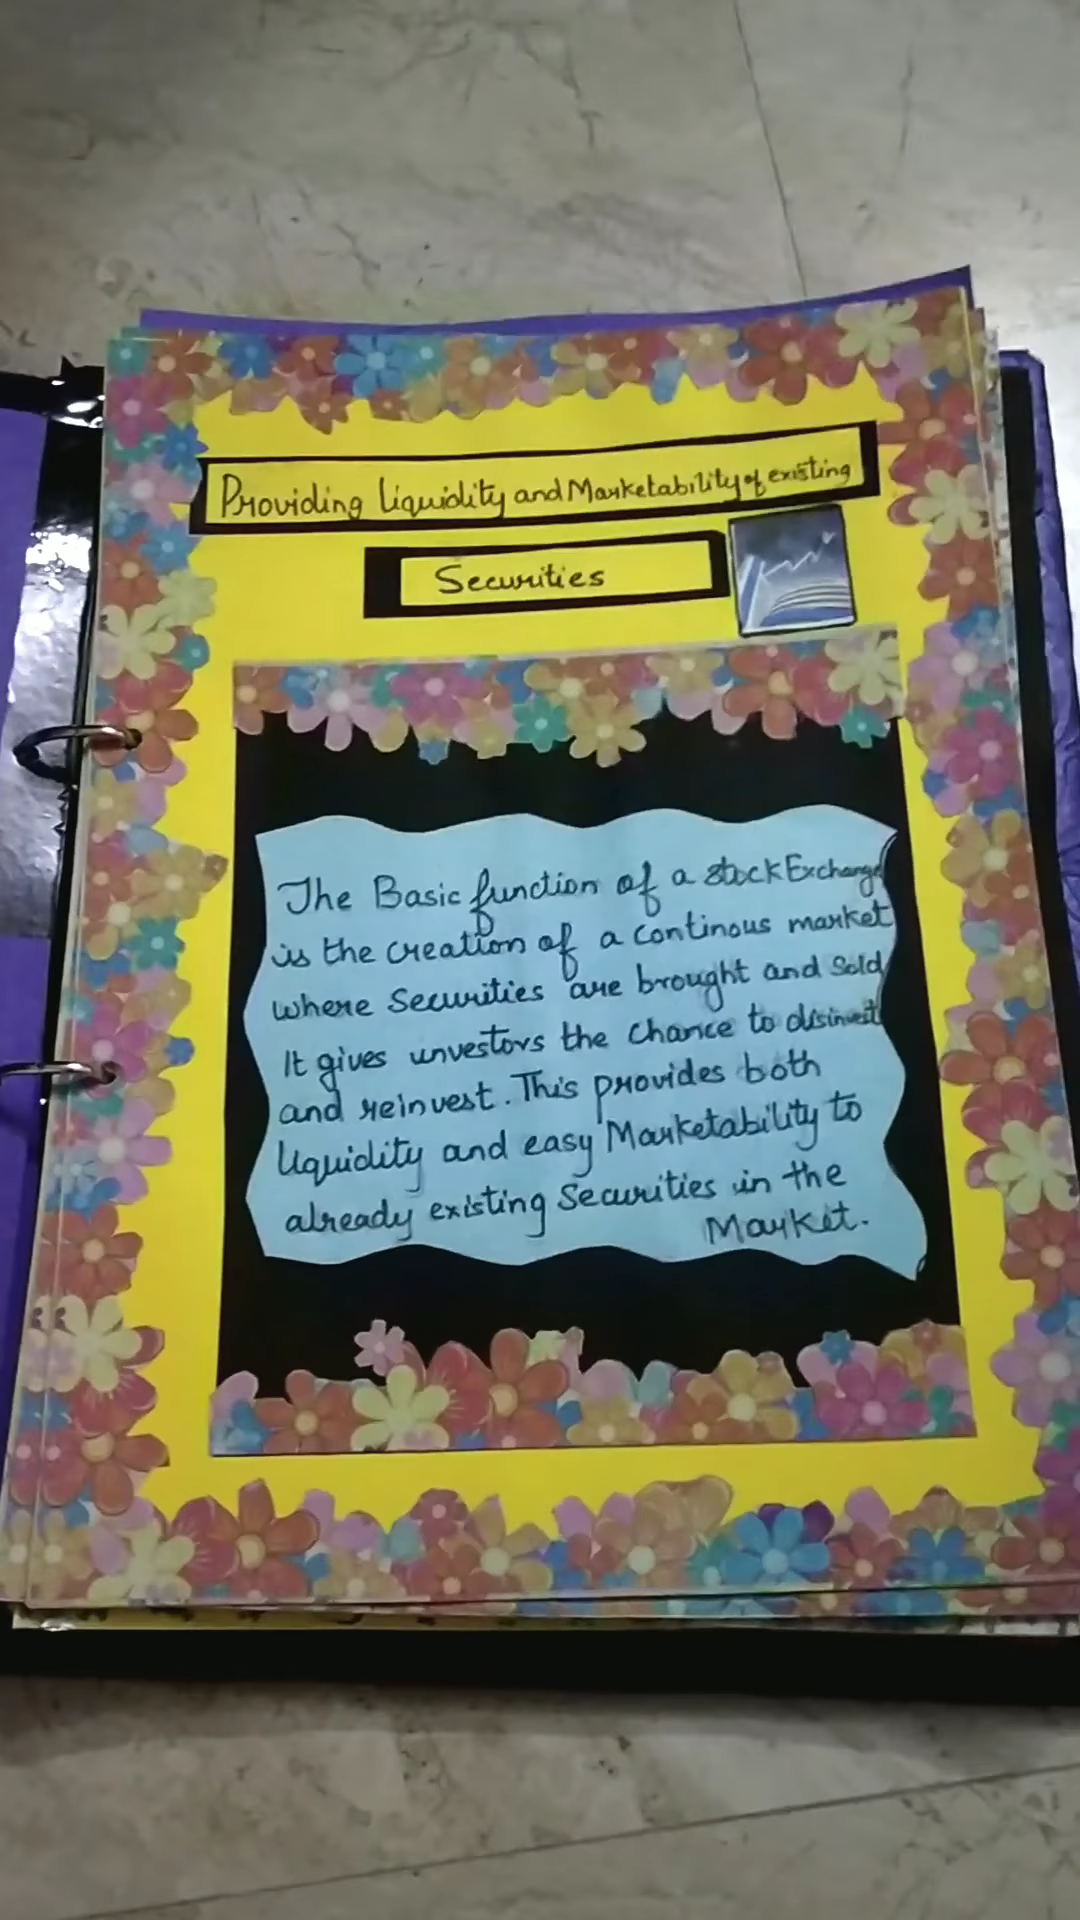 Providing Liquidity and Marketability of existing
Securities
The Basic function of a stock Exchange
is the creation of a continous market
where Securities are brought and Sold
It gives unvestors the chance to disinvest
and reinvest. This provides both
Liquidity and easy Marketability to
already existing Securities in the
Market.